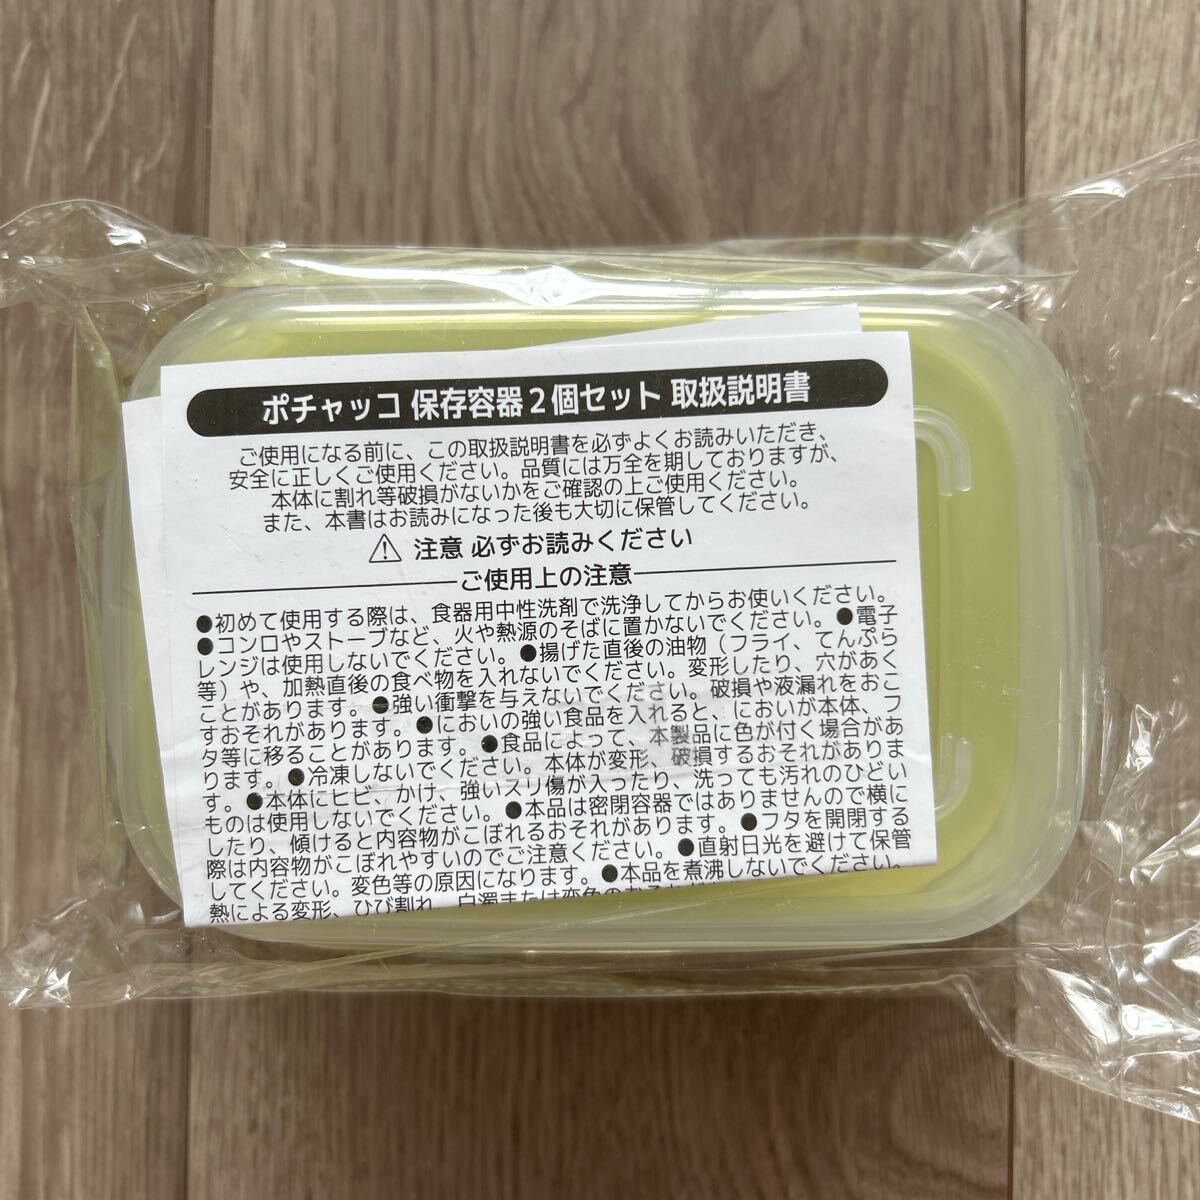 ポチャッコ 保存容器2個セット 取扱説明書
ご使用になる前に、この取扱説明書を必ずよくお読みいただき、
安全に正しくご使用ください。品質には万全を期しておりますが、
本体に割れ等破損がないかをご確認の上ご使用ください。
また、本書はお読みになった後も大切に保管してください。
⚠ 注意 必ずお読みください
ご使用上の注意
●初めて使用する際は、食器用中性洗剤で洗浄してからお使いください。
●コンロやストーブなど、火や熱源のそばに置かないでください。●電子
レンジは使用しないでください。●揚げた直後の油物（フライ、てんぷら
等）や、加熱直後の食べ物を入れないでください。変形したり、穴があく
ことがあります。●強い衝撃を与えないでください。破損や液漏れをおこ
すおそれがあります。●においの強い食品を入れると、においが本体、フ
タ等に移ることがあります。●食品によって、本製品に色が付く場合があ
ります。●冷凍しないでください。本体が変形、破損するおそれがありま
す。●本体にヒビ、かけ、強いスリ傷が入ったり、洗っても汚れのひどい
ものは使用しないでください。●本品は密閉容器ではありませんので横に
したり、傾けると内容物がこぼれるおそれがあります。●フタを開閉する
際は内容物がこぼれやすいのでご注意ください。●直射日光を避けて保管
してください。変色等の原因になります。●本品を煮沸しないでください。
熱による変形、ひび割れ、白濁または変色のおそれが